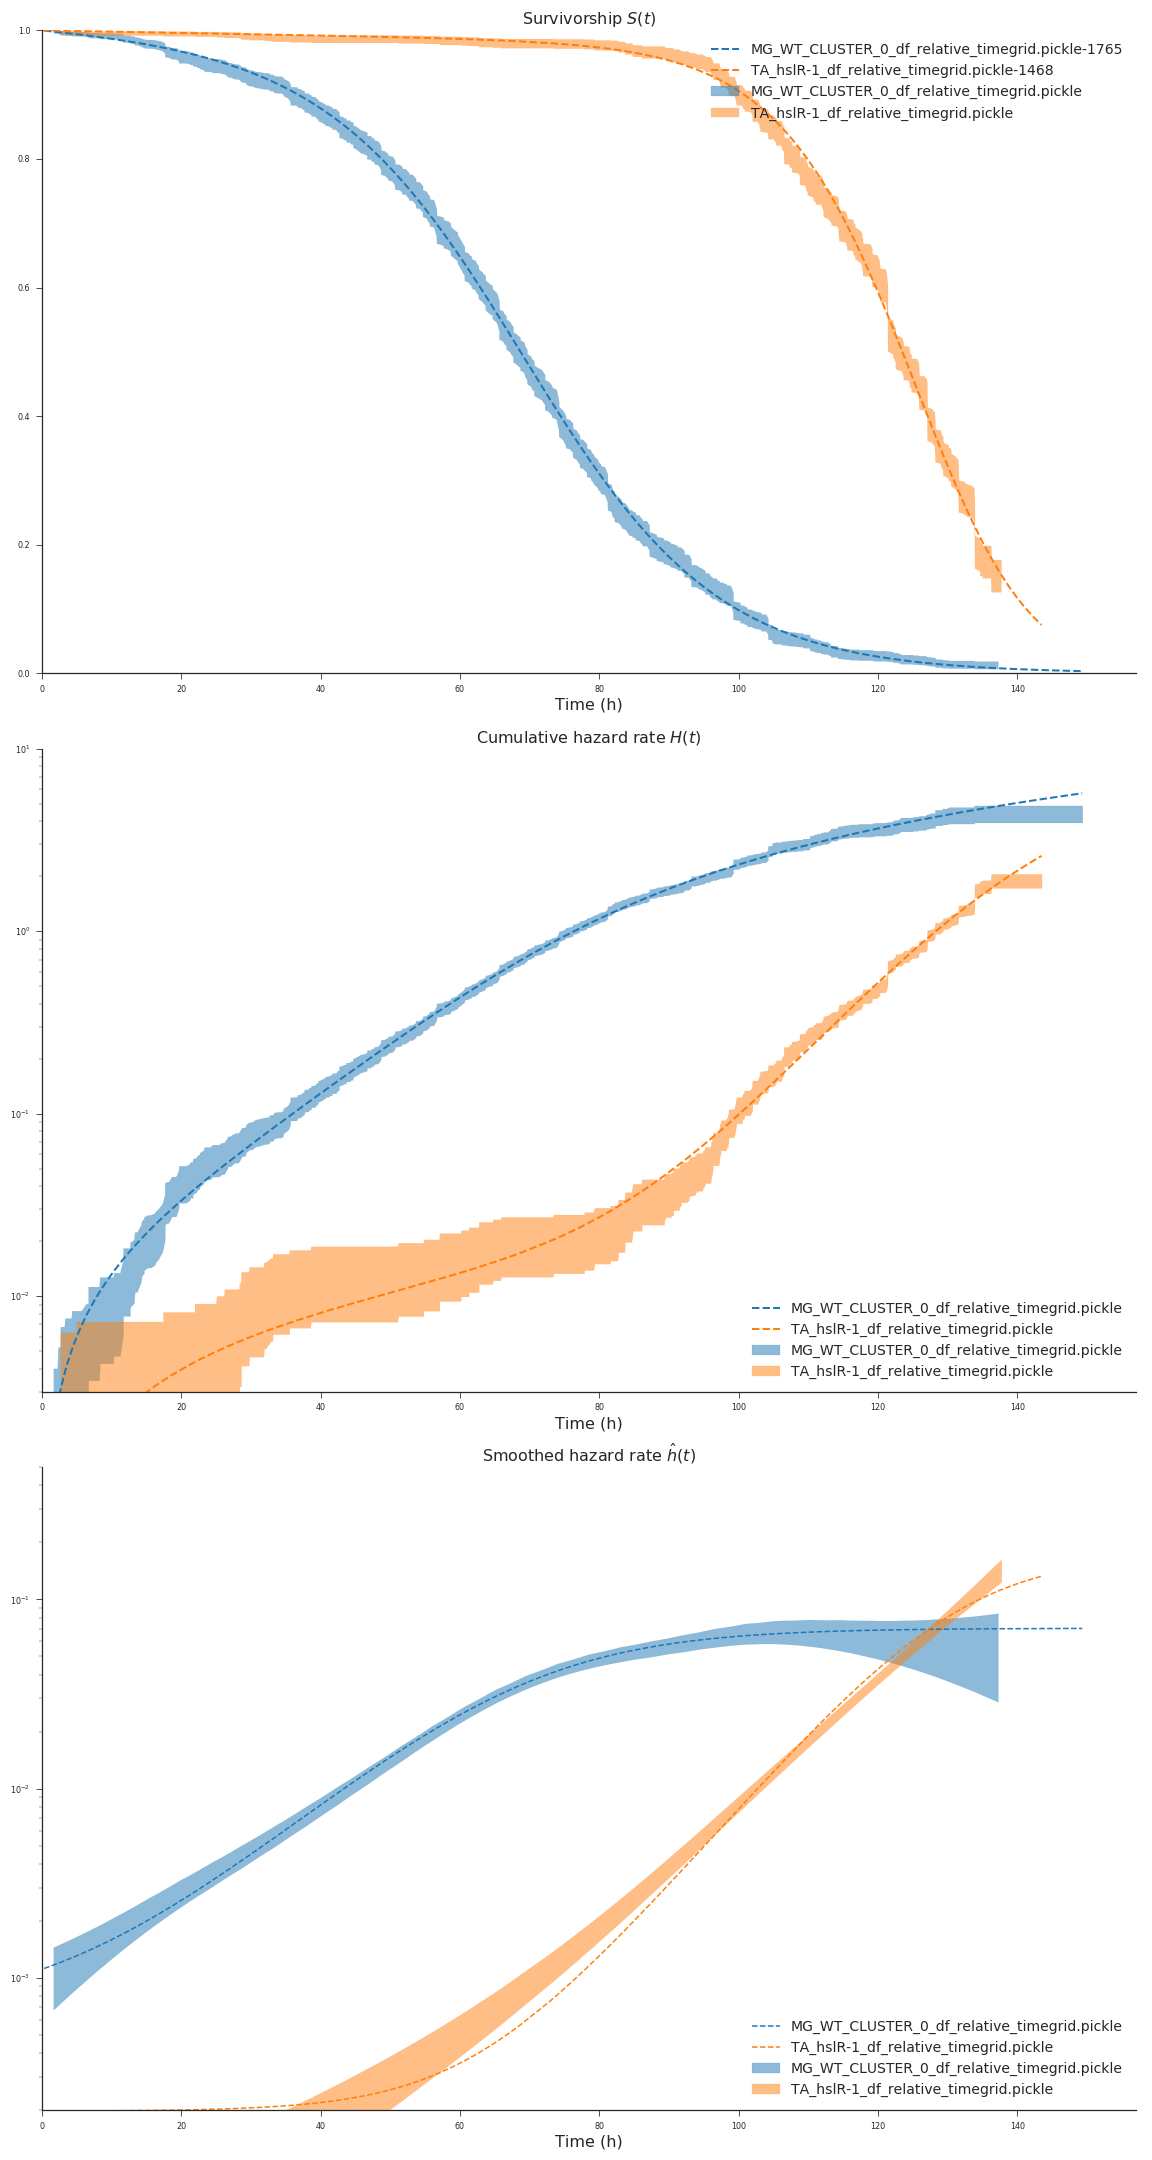 Survivorship S(t)
1.0
0.8
0.6
0.4
0.2
0.0
MG_WT_CLUSTER_0_df_relative_timegrid.pickle-1765
TA_hslR-1_df_relative_timegrid.pickle-1468
MG_WT_CLUSTER_0_df_relative_timegrid.pickle
TA_hslR-1_df_relative_timegrid.pickle
0 20 40 60 80 100 120 140
Time (h)
Cumulative hazard rate H(t)
10¹
10⁰
10⁻¹
10⁻²
MG_WT_CLUSTER_0_df_relative_timegrid.pickle
TA_hslR-1_df_relative_timegrid.pickle
MG_WT_CLUSTER_0_df_relative_timegrid.pickle
TA_hslR-1_df_relative_timegrid.pickle
0 20 40 60 80 100 120 140
Time (h)
Smoothed hazard rate ĥ(t)
10⁻¹
10⁻²
10⁻³
MG_WT_CLUSTER_0_df_relative_timegrid.pickle
TA_hslR-1_df_relative_timegrid.pickle
MG_WT_CLUSTER_0_df_relative_timegrid.pickle
TA_hslR-1_df_relative_timegrid.pickle
0 20 40 60 80 100 120 140
Time (h)